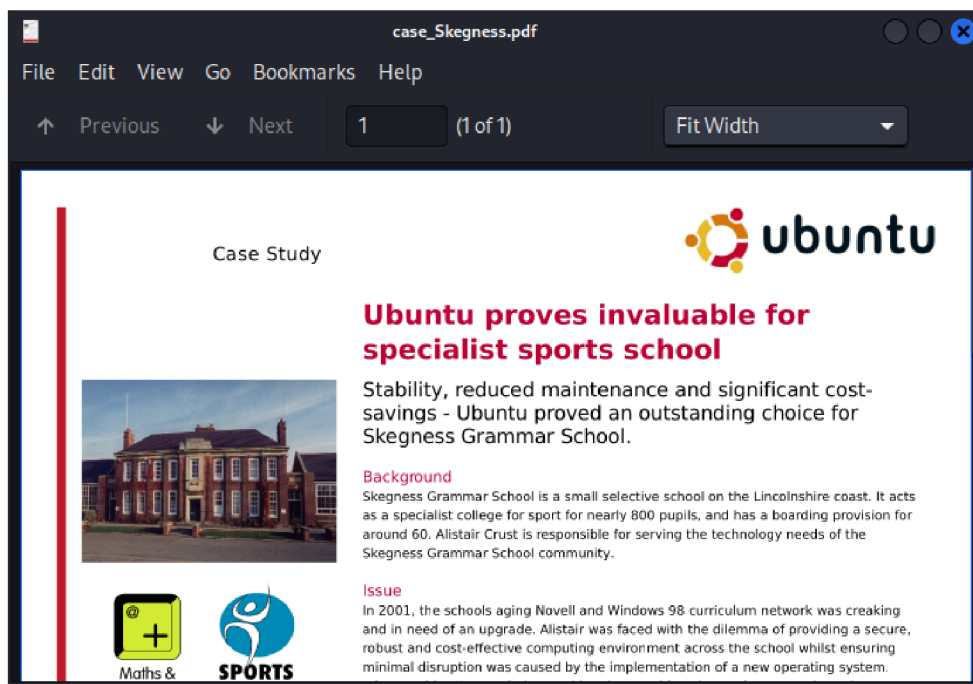 case_Skegness.pdf
File Edit View Go Bookmarks Help
Previous Next 1 (1 of 1) Fit Width
Case Study
ubuntu
Ubuntu proves invaluable for
specialist sports school
Stability, reduced maintenance and significant cost-
savings - Ubuntu proved an outstanding choice for
Skegness Grammar School.
Background
Skegness Grammar School is a small selective school on the Lincolnshire coast. It acts
as a specialist college for sport for nearly 800 pupils, and has a boarding provision for
around 60. Alistair Crust is responsible for serving the technology needs of the
Skegness Grammar School community.
Issue
In 2001, the schools aging Novell and Windows 98 curriculum network was creaking
and in need of an upgrade. Alistair was faced with the dilemma of providing a secure,
robust and cost-effective computing environment across the school whilst ensuring
minimal disruption was caused by the implementation of a new operating system.
@
+
Maths &
SPORTS